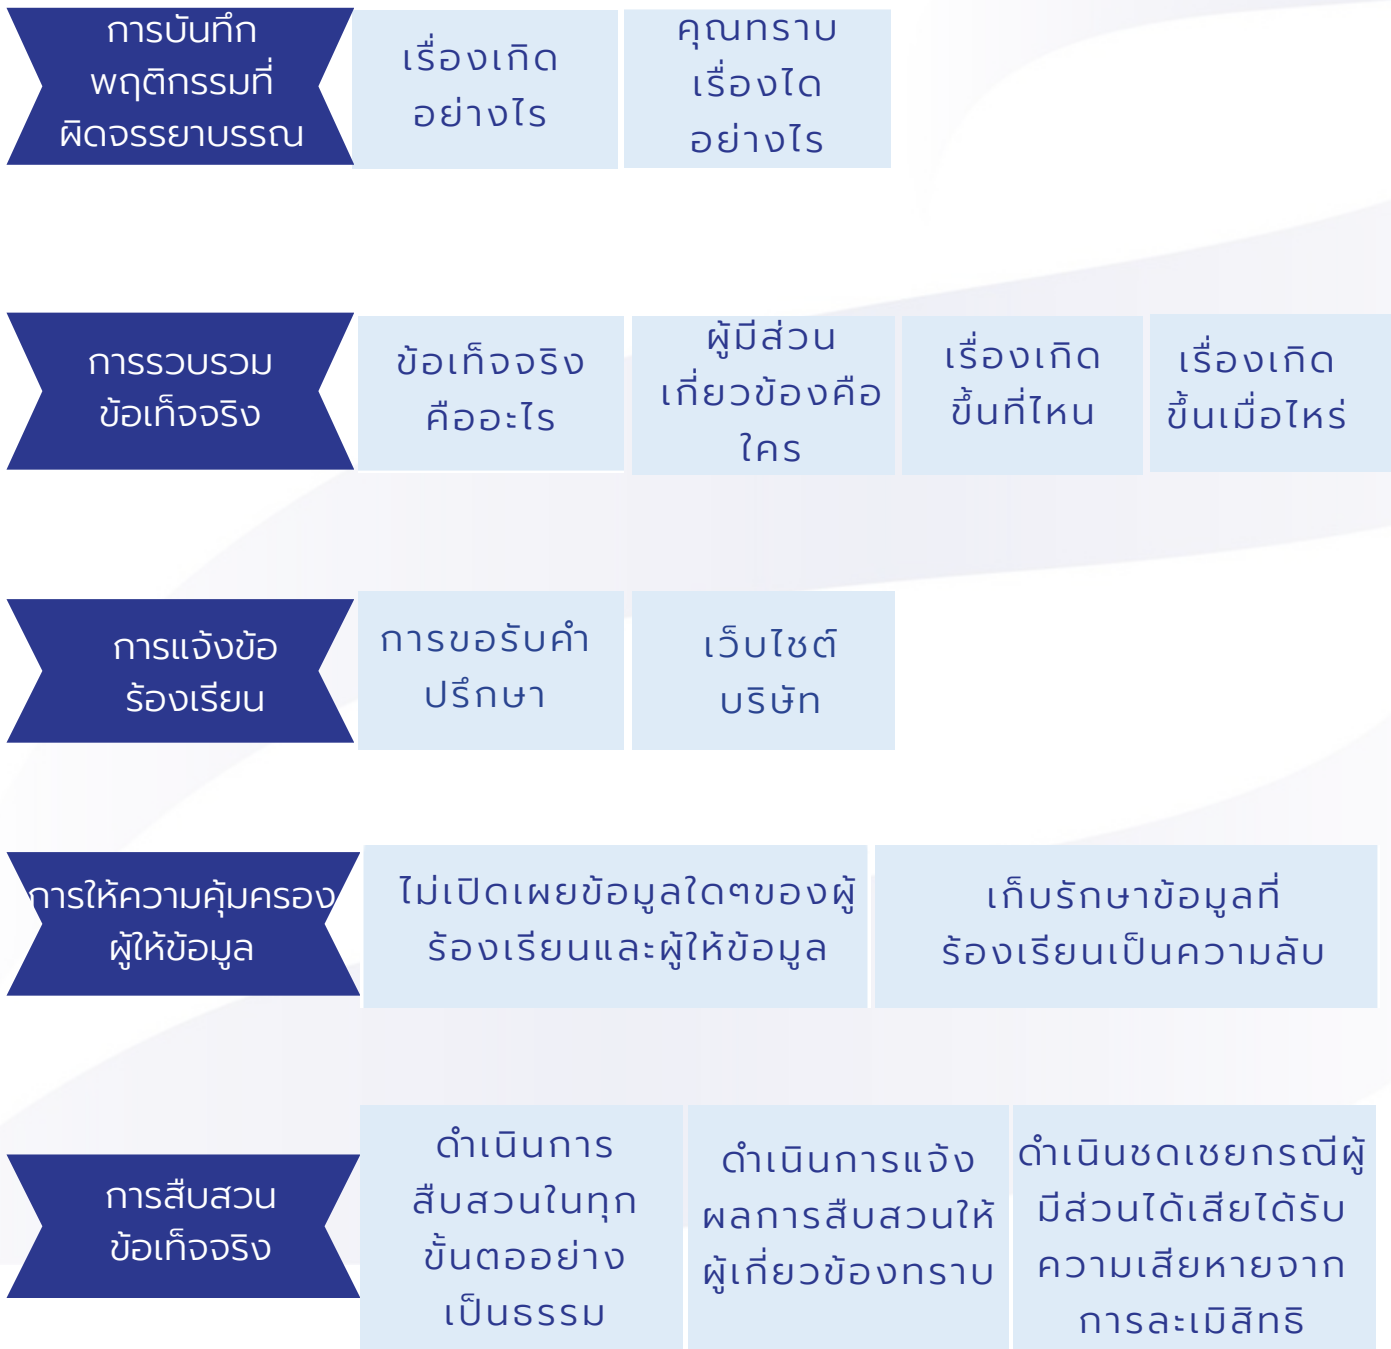 การบันทึก
พฤติกรรมที่
ผิดจรรยาบรรณ
เรื่องเกิด
อย่างไร
คุณทราบ
เรื่องได
อย่างไร
การรวบรวม
ข้อเท็จจริง
ข้อเท็จจริง
คืออะไร
ผู้มีส่วน
เกี่ยวข้องคือ
ใคร
เรื่องเกิด
ขึ้นที่ไหน
เรื่องเกิด
ขึ้นเมื่อไหร่
การแจ้งข้อ
ร้องเรียน
การขอรับคำ
ปรึกษา
เว็บไชต์
บริษัท
การให้ความคุ้มครอง
ผู้ให้ข้อมูล
ไม่เปิดเผยข้อมูลใดๆของผู้
ร้องเรียนและผู้ให้ข้อมูล
เก็บรักษาข้อมูลที่
ร้องเรียนเป็นความลับ
การสืบสวน
ข้อเท็จจริง
ดำเนินการ
สืบสวนในทุก
ขั้นตออย่าง
เป็นธรรม
ดำเนินการแจ้ง
ผลการสืบสวนให้
ผู้เกี่ยวข้องทราบ
ดำเนินชดเชยกรณีผู้
มีส่วนได้เสียได้รับ
ความเสียหายจาก
การละเมิสิทธิ